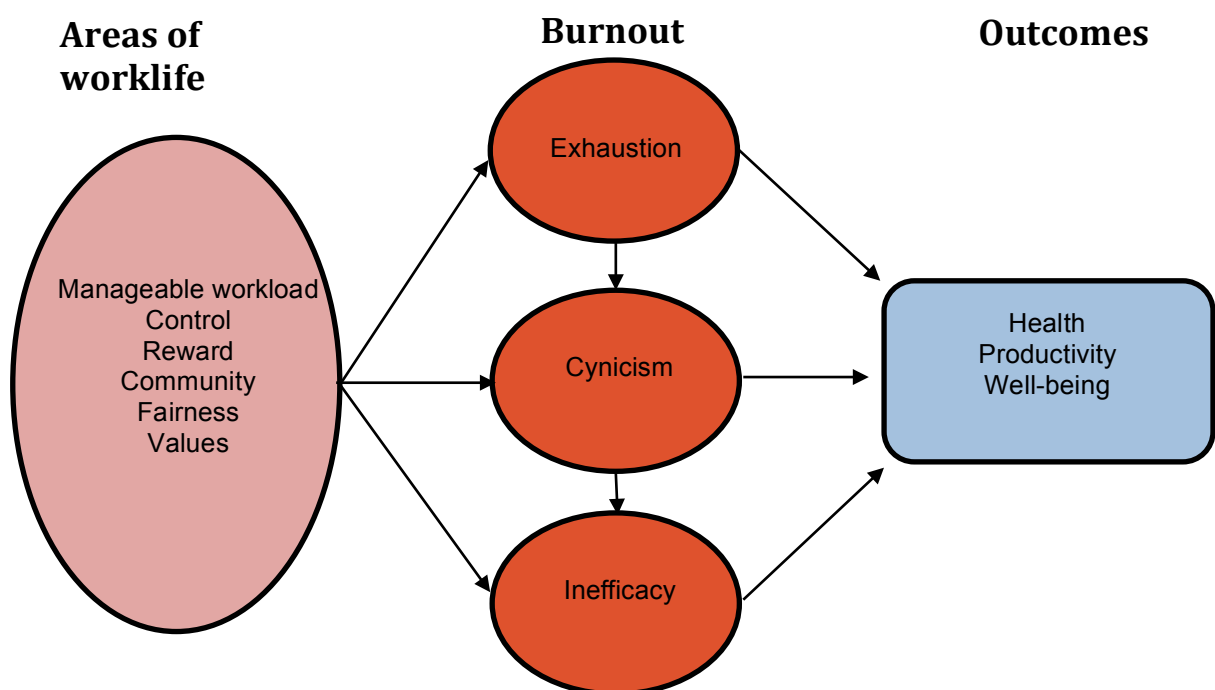 Areas of
worklife
Manageable workload
Control
Reward
Community
Fairness
Values
Burnout
Exhaustion
Cynicism
Inefficacy
Outcomes
Health
Productivity
Well-being